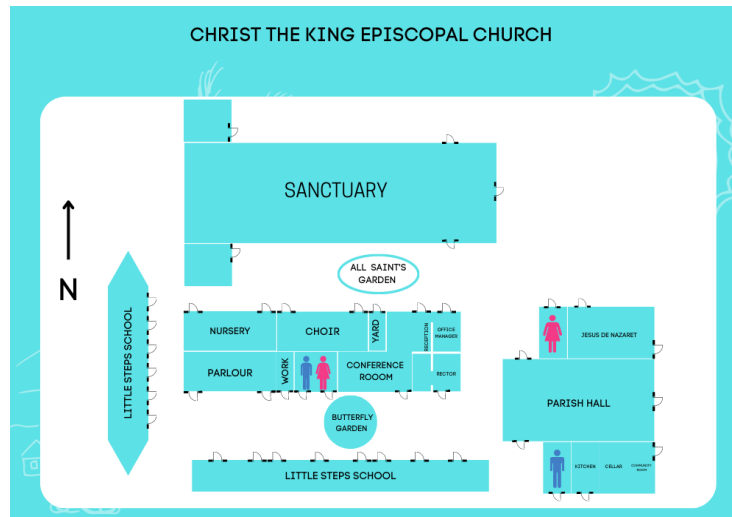 CHRIST THE KING EPISCOPAL CHURCH
SANCTUARY
N
ALL SAINT'S
GARDEN
LITTLE STEPS SCHOOL
NURSERY
CHOIR
YARD
RECEPTION
OFFICE
MANAGER
PARLOUR
WORK
CONFERENCE
ROOOM
RECTOR
BUTTERFLY
GARDEN
LITTLE STEPS SCHOOL
JESUS DE NAZARET
PARISH HALL
KITCHEN
CELLAR
COMMUNITY
ROOM